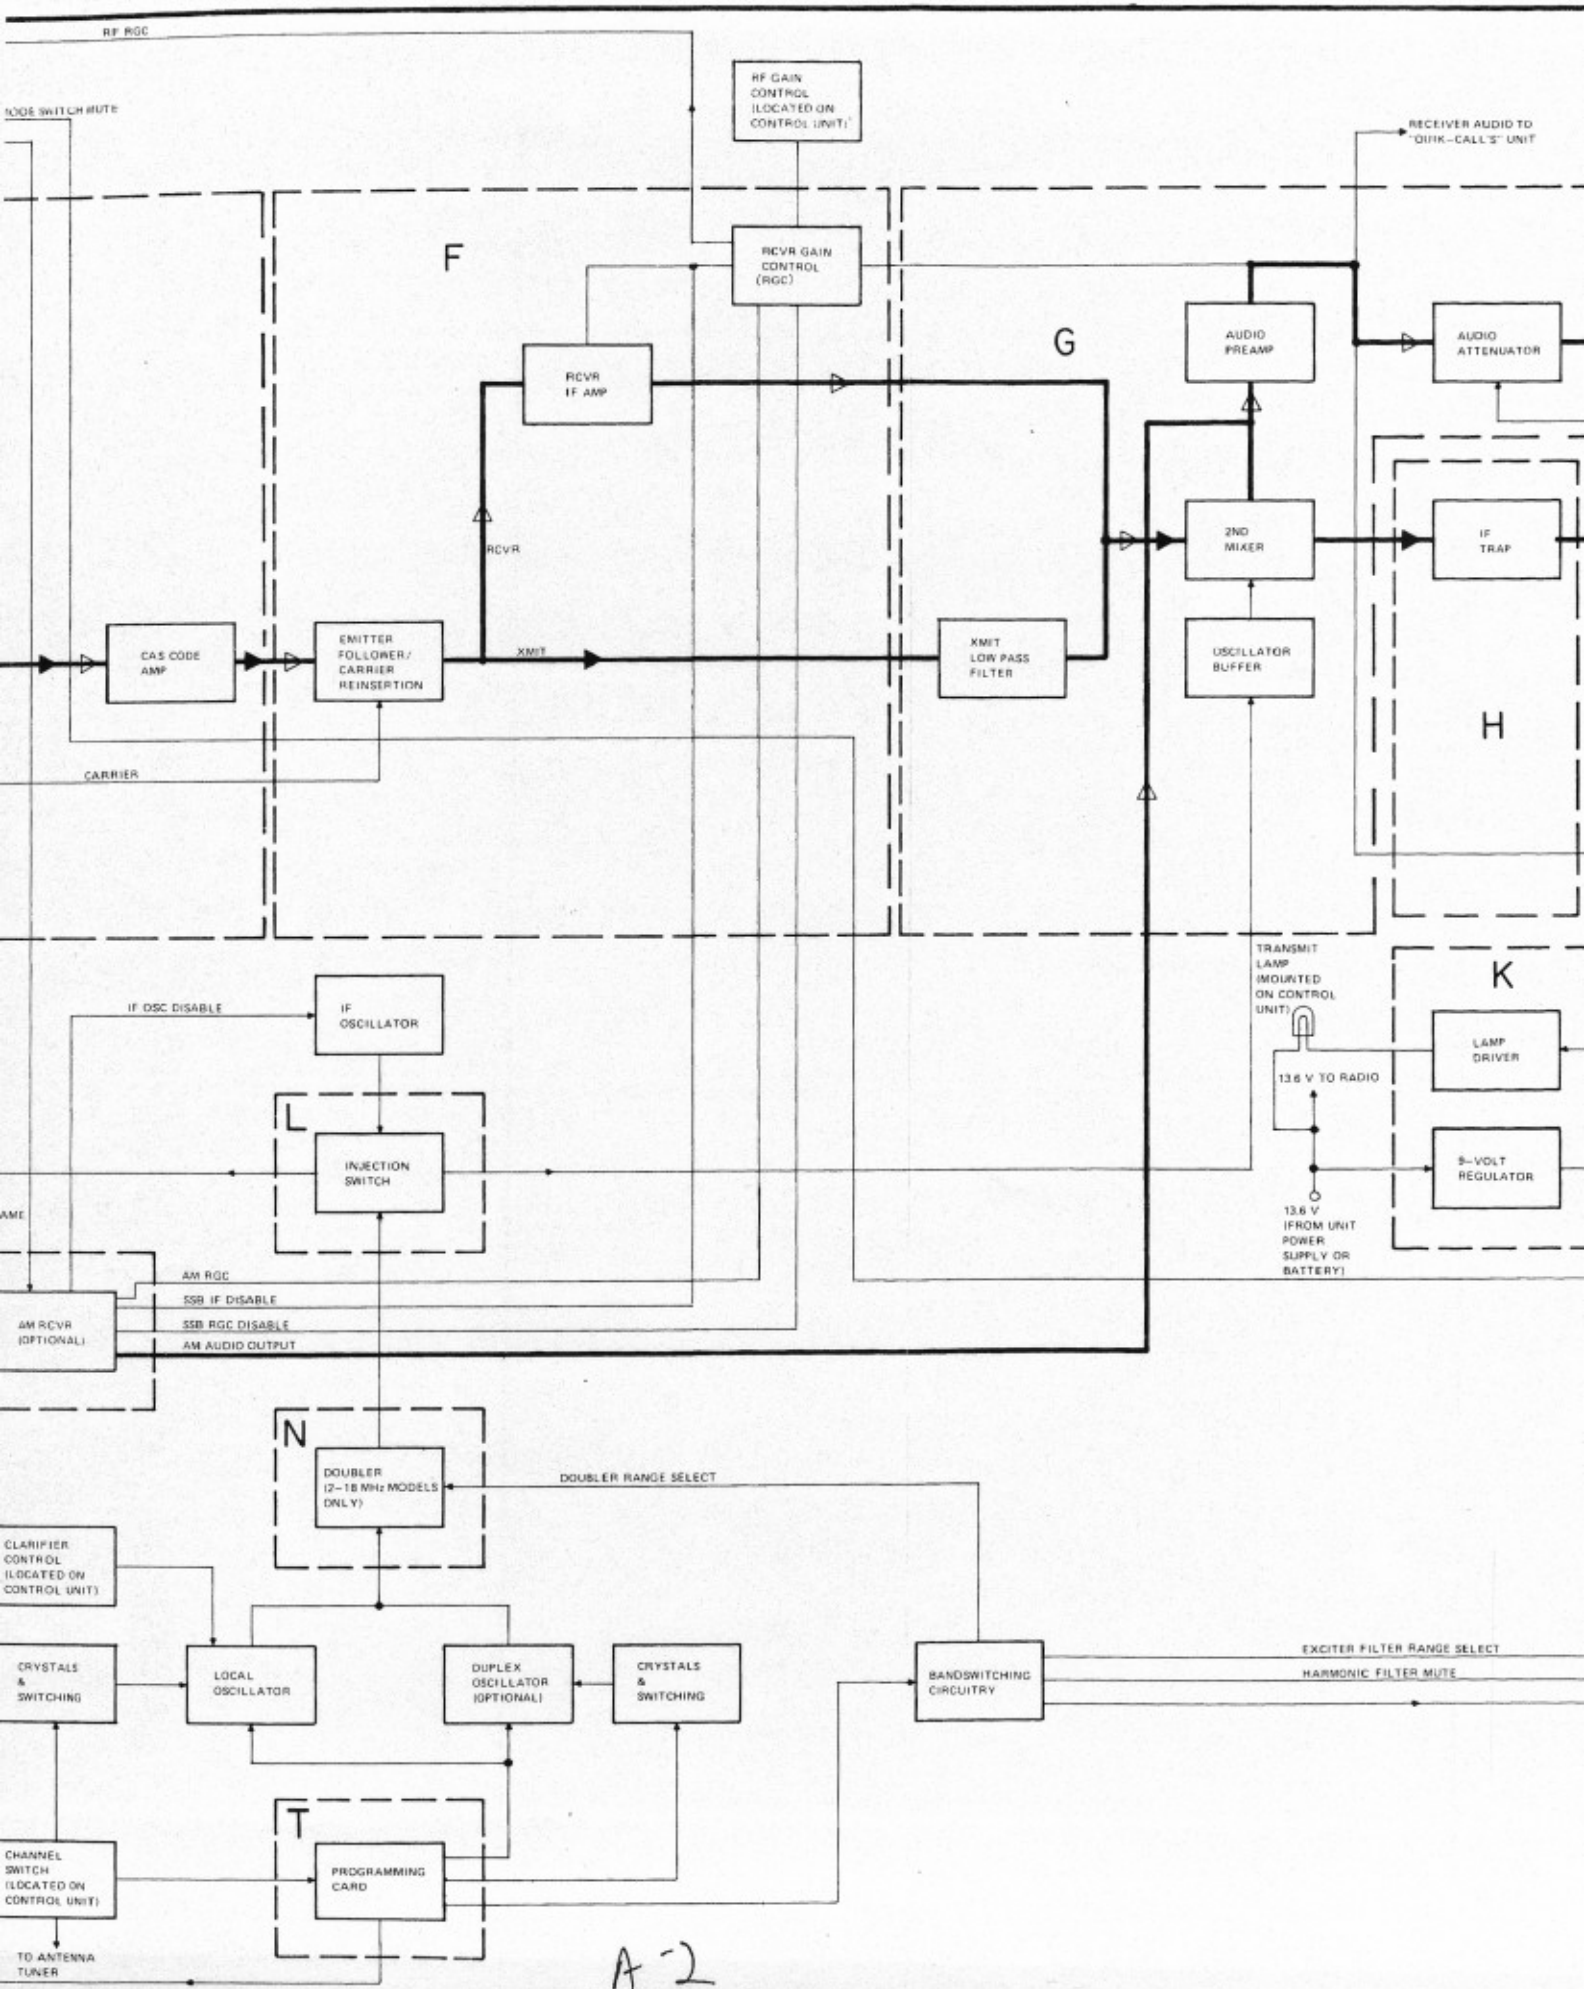 RF RGC
RF GAIN
CONTROL
(LOCATED ON
CONTROL UNIT)
MODE SWITCH MUTE
RECEIVER AUDIO TO
"QUIK-CALL'S" UNIT
F
RCVR GAIN
CONTROL
(RGC)
G
AUDIO
PREAMP
AUDIO
ATTENUATOR
RCVR
IF AMP
RCVR
2ND
MIXER
IF
TRAP
CAS CODE
AMP
EMITTER
FOLLOWER/
CARRIER
REINSERTION
XMIT
XMIT
LOW PASS
FILTER
OSCILLATOR
BUFFER
H
CARRIER
TRANSMIT
LAMP
(MOUNTED
ON CONTROL
UNIT)
K
IF OSC DISABLE
IF
OSCILLATOR
LAMP
DRIVER
13.6 V TO RADIO
L
INJECTION
SWITCH
9-VOLT
REGULATOR
AME
13.6 V
(FROM UNIT
POWER
SUPPLY OR
BATTERY)
AM RGC
SSB IF DISABLE
SSB RGC DISABLE
AM AUDIO OUTPUT
AM RCVR
(OPTIONAL)
N
DOUBLER
(2-18 MHz MODELS
ONLY)
DOUBLER RANGE SELECT
CLARIFIER
CONTROL
(LOCATED ON
CONTROL UNIT)
CRYSTALS
&
SWITCHING
LOCAL
OSCILLATOR
DUPLEX
OSCILLATOR
(OPTIONAL)
CRYSTALS
&
SWITCHING
BANDSWITCHING
CIRCUITRY
EXCITER FILTER RANGE SELECT
HARMONIC FILTER MUTE
T
CHANNEL
SWITCH
(LOCATED ON
CONTROL UNIT)
PROGRAMMING
CARD
TO ANTENNA
TUNER
A-2